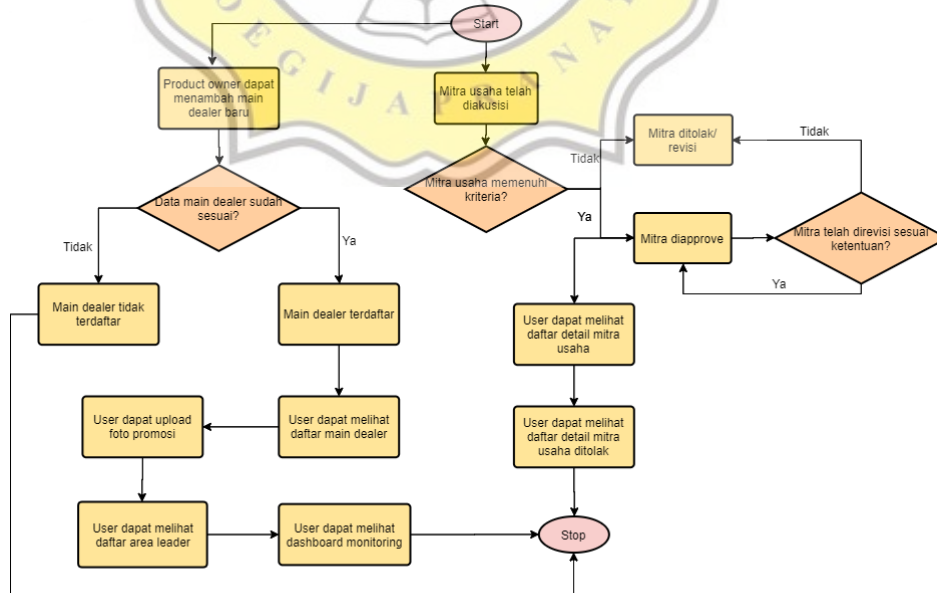 Start
Product owner dapat
menambah main
dealer baru
Mitra usaha telah
diakusisi
Mitra ditolak/
revisi
Tidak
Tidak
Data main dealer sudah
sesuai?
Mitra usaha memenuhi
kriteria?
Ya
Mitra diapprove
Mitra telah direvisi sesuai
ketentuan?
Tidak
Ya
Ya
Main dealer tidak
terdaftar
Main dealer terdaftar
User dapat melihat
daftar detail mitra
usaha
User dapat upload
foto promosi
User dapat melihat
daftar main dealer
User dapat melihat
daftar detail mitra
usaha ditolak
User dapat melihat
daftar area leader
User dapat melihat
dashboard monitoring
Stop
EGIJAP
NAT